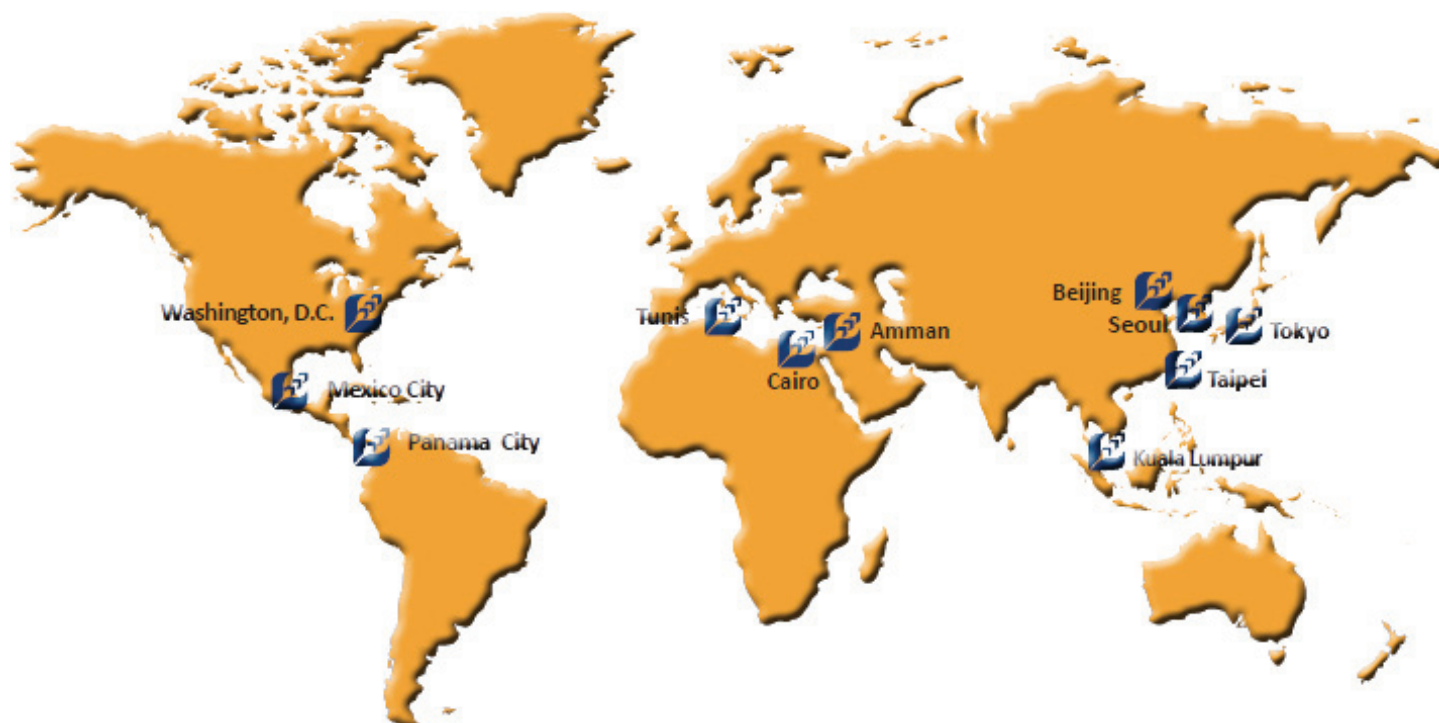 Beijing
Washington, D.C.
Tunis
Seoul
Amman
Tokyo
Cairo
Taipei
Mexico City
Panama City
Kuala Lumpur